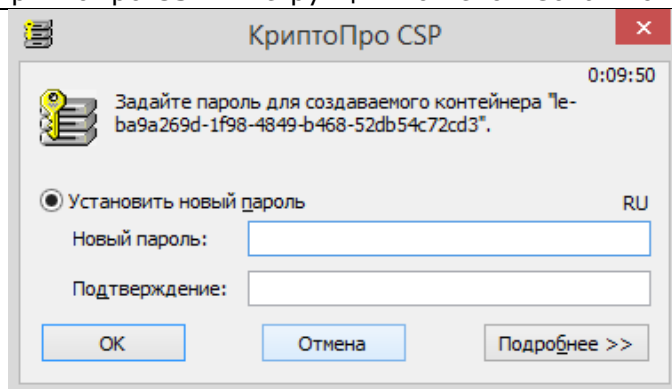 КриптоПро CSP
0:09:50
Задайте пароль для создаваемого контейнера "le-
ba9a269d-1f98-4849-b468-52db54c72cd3".
Установить новый пароль
RU
Новый пароль:
Подтверждение:
OK
Отмена
Подробнее >>